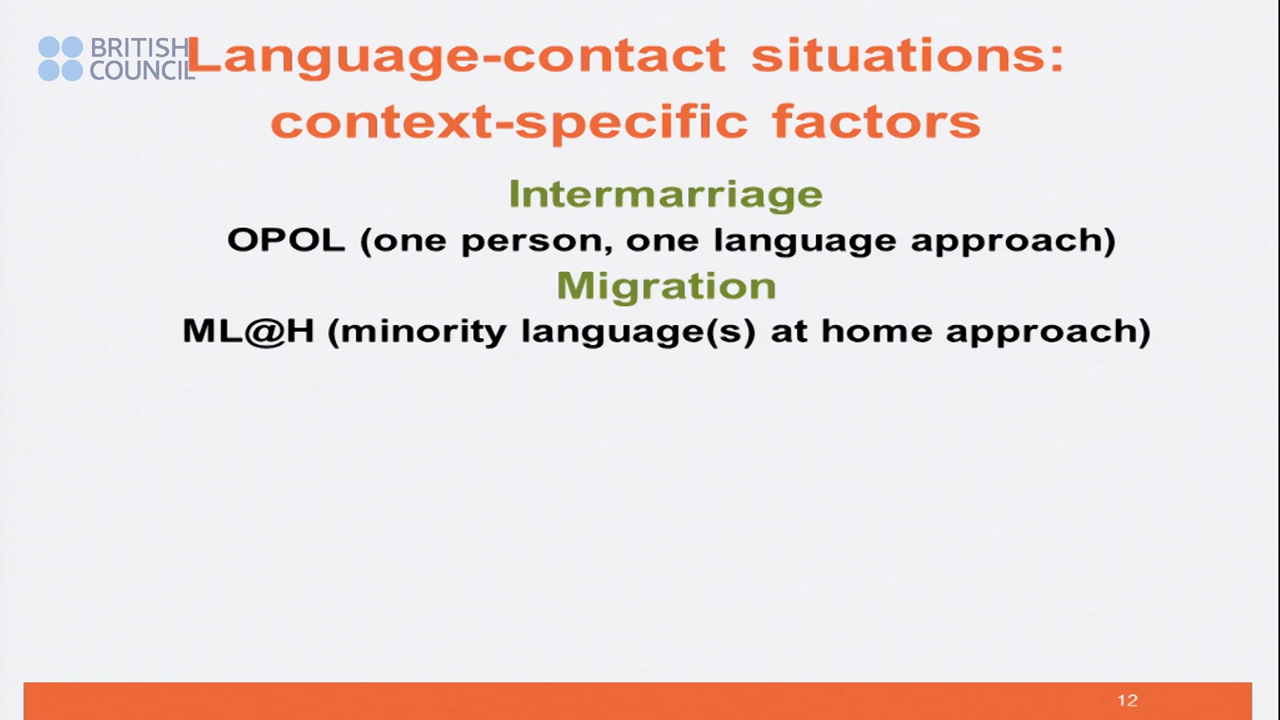 BRITISH
COUNCIL
Language-contact situations:
context-specific factors
Intermarriage
OPOL (one person, one language approach)
Migration
ML@H (minority language(s) at home approach)
12